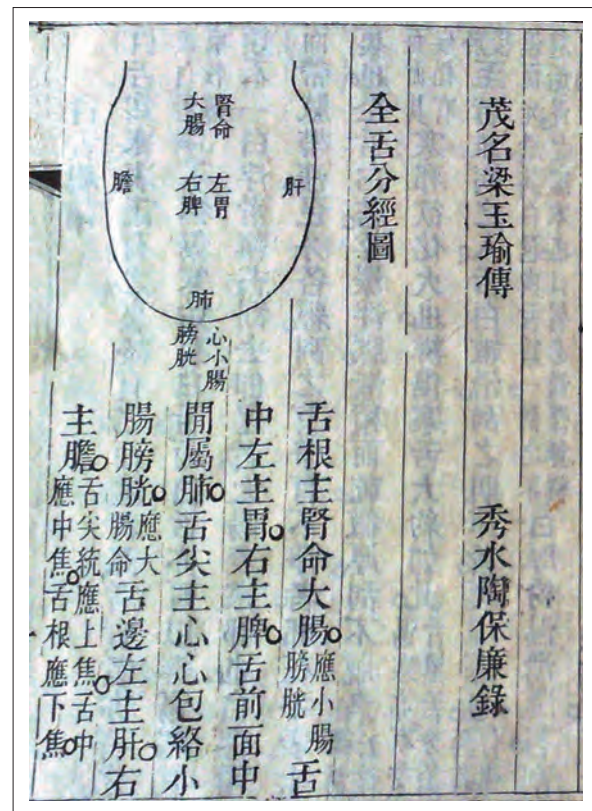 茂名梁玉瑜傳
秀水陶保廉錄
全舌分經圖
腎命
大腸
肝
左胃
右脾
膽
肺
心小腸
膀胱
舌根主腎命大腸。應小腸膀胱舌
中左主胃。右主脾。舌前面中
閒屬肺。舌尖主心心包絡小
腸膀胱。應大腸命舌邊左主肝。右
主膽。舌尖統應上焦。舌中應中焦。舌根應下焦。